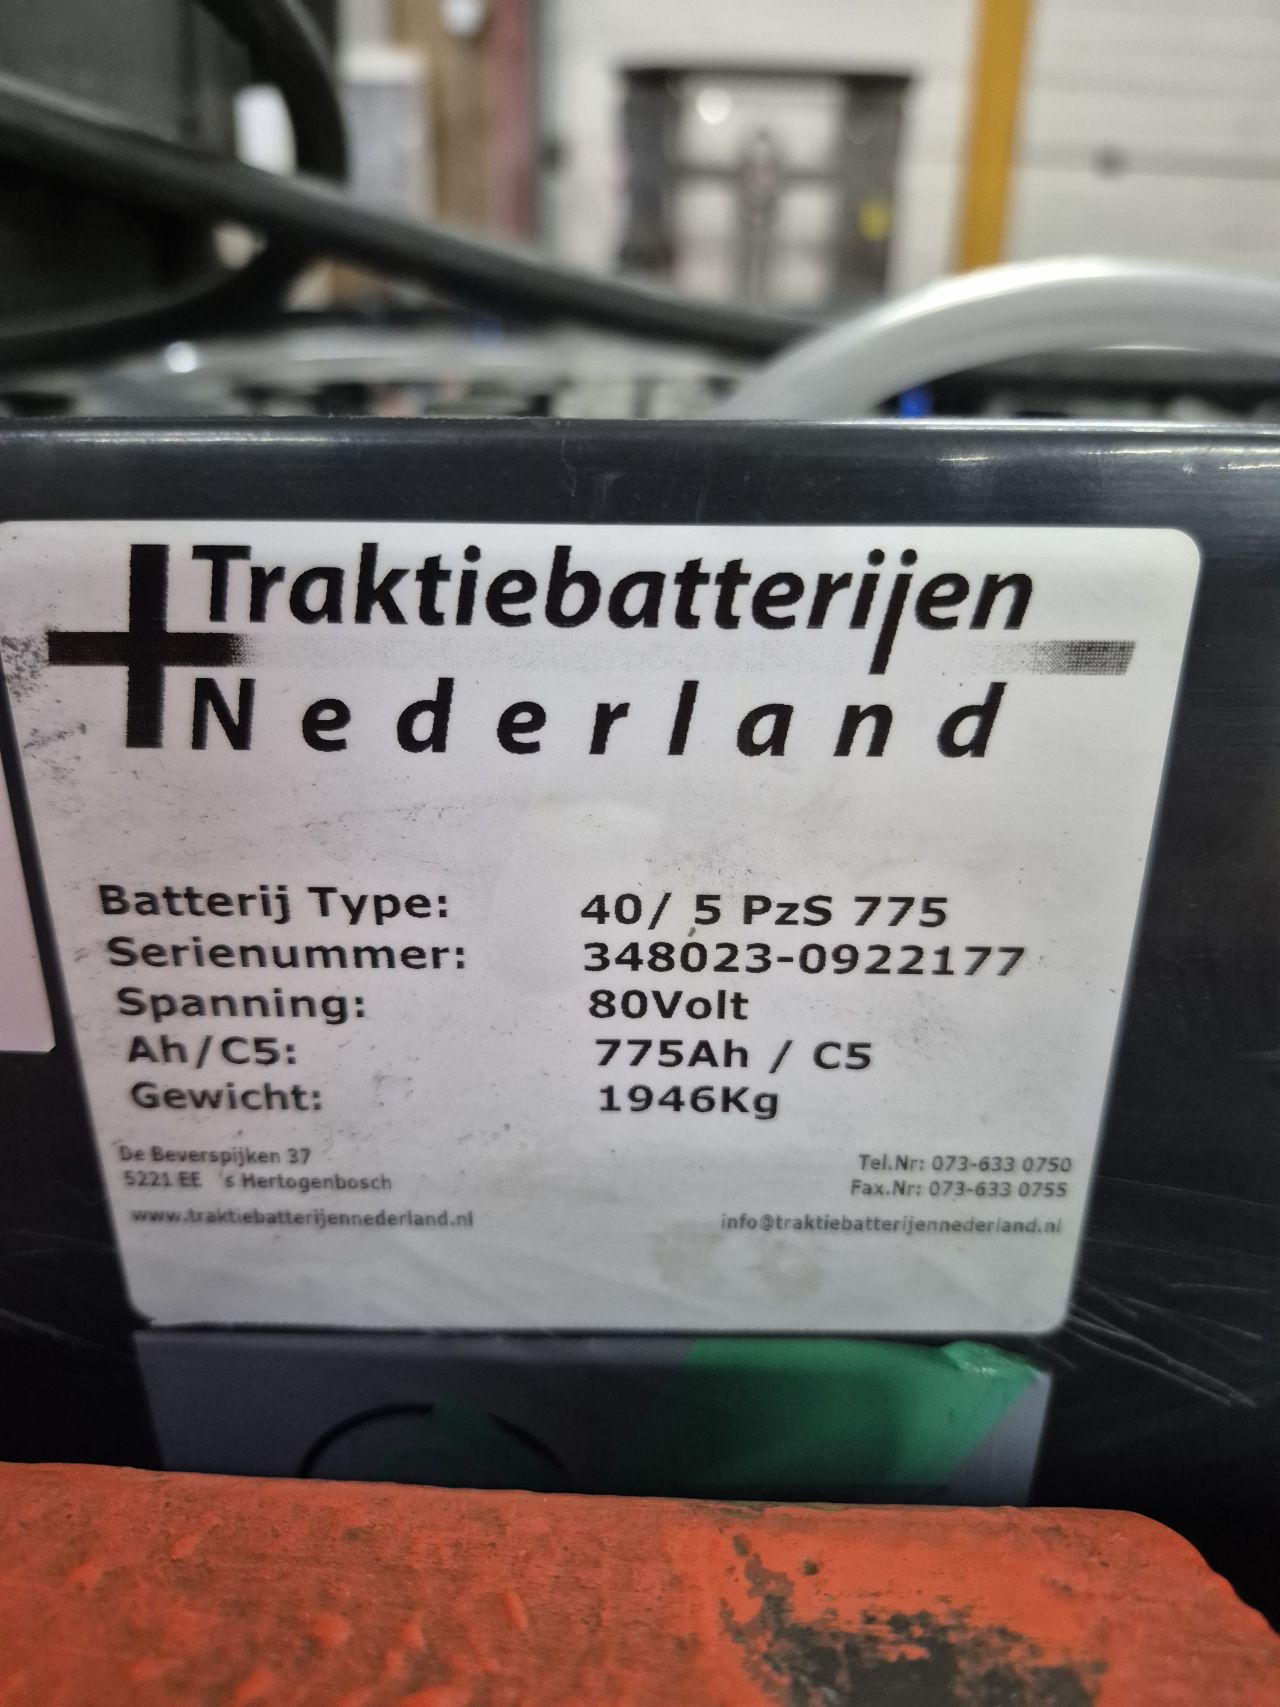 Traktiebatterijen
Nederland
Batterij Type: 40/ 5 PzS 775
Serienummer: 348023-0922177
Spanning: 80Volt
Ah/C5: 775Ah / C5
Gewicht: 1946Kg
De Beverspijken 37
5221 EE 's Hertogenbosch
www.traktiebatterijennederland.nl
Tel.Nr: 073-633 0750
Fax.Nr: 073-633 0755
info@traktiebatterijennederland.nl